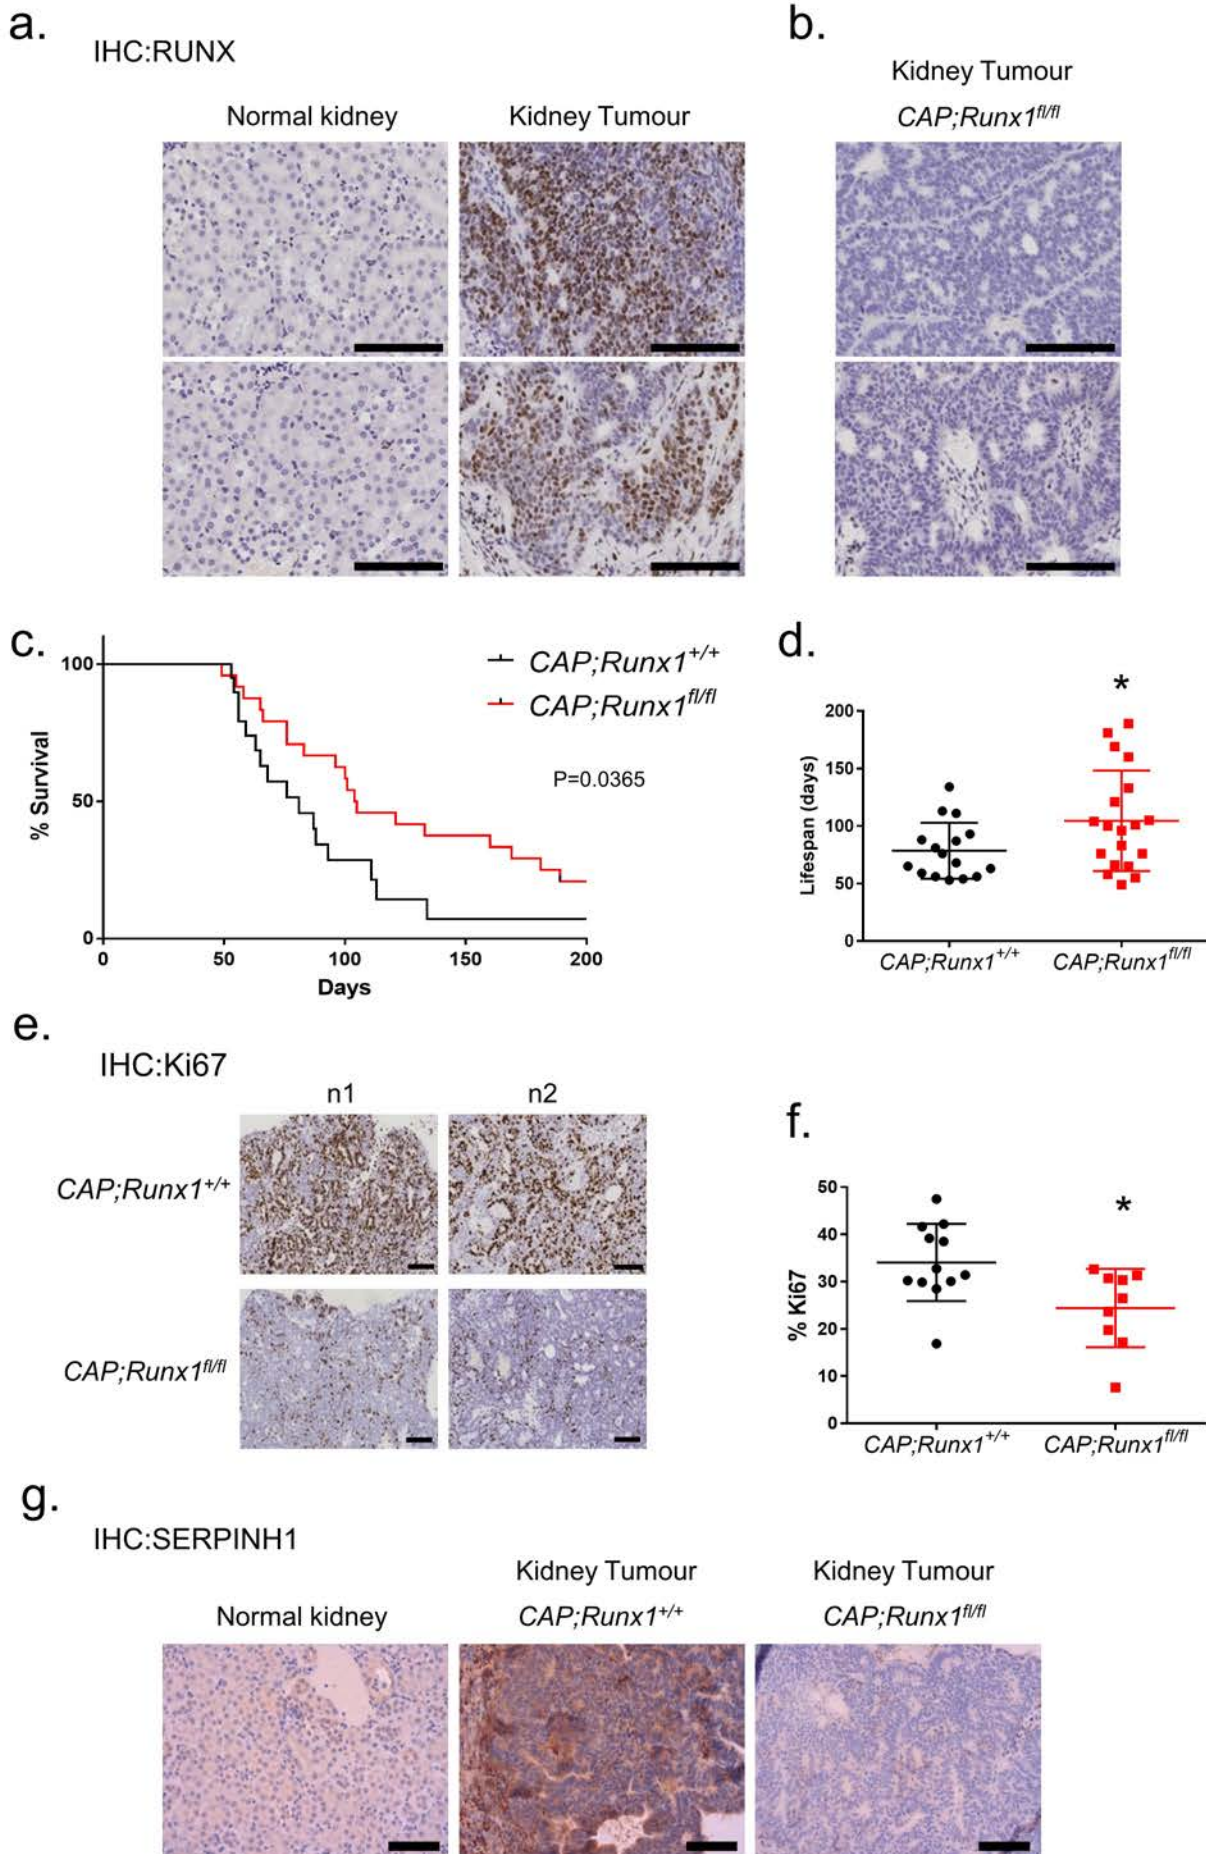 a.
IHC:RUNX
Normal kidney
Kidney Tumour
b.
Kidney Tumour
CAP;Runx1fl/fl
c.
% Survival
100
50
0
0 50 100 150 200
Days
CAP;Runx1+/+
CAP;Runx1fl/fl
P=0.0365
d.
*
Lifespan (days)
200
150
100
50
0
CAP;Runx1+/+
CAP;Runx1fl/fl
e.
IHC:Ki67
n1 n2
CAP;Runx1+/+
CAP;Runx1fl/fl
f.
*
% Ki67
50
40
30
20
10
0
CAP;Runx1+/+
CAP;Runx1fl/fl
g.
IHC:SERPINH1
Normal kidney
Kidney Tumour
CAP;Runx1+/+
Kidney Tumour
CAP;Runx1fl/fl